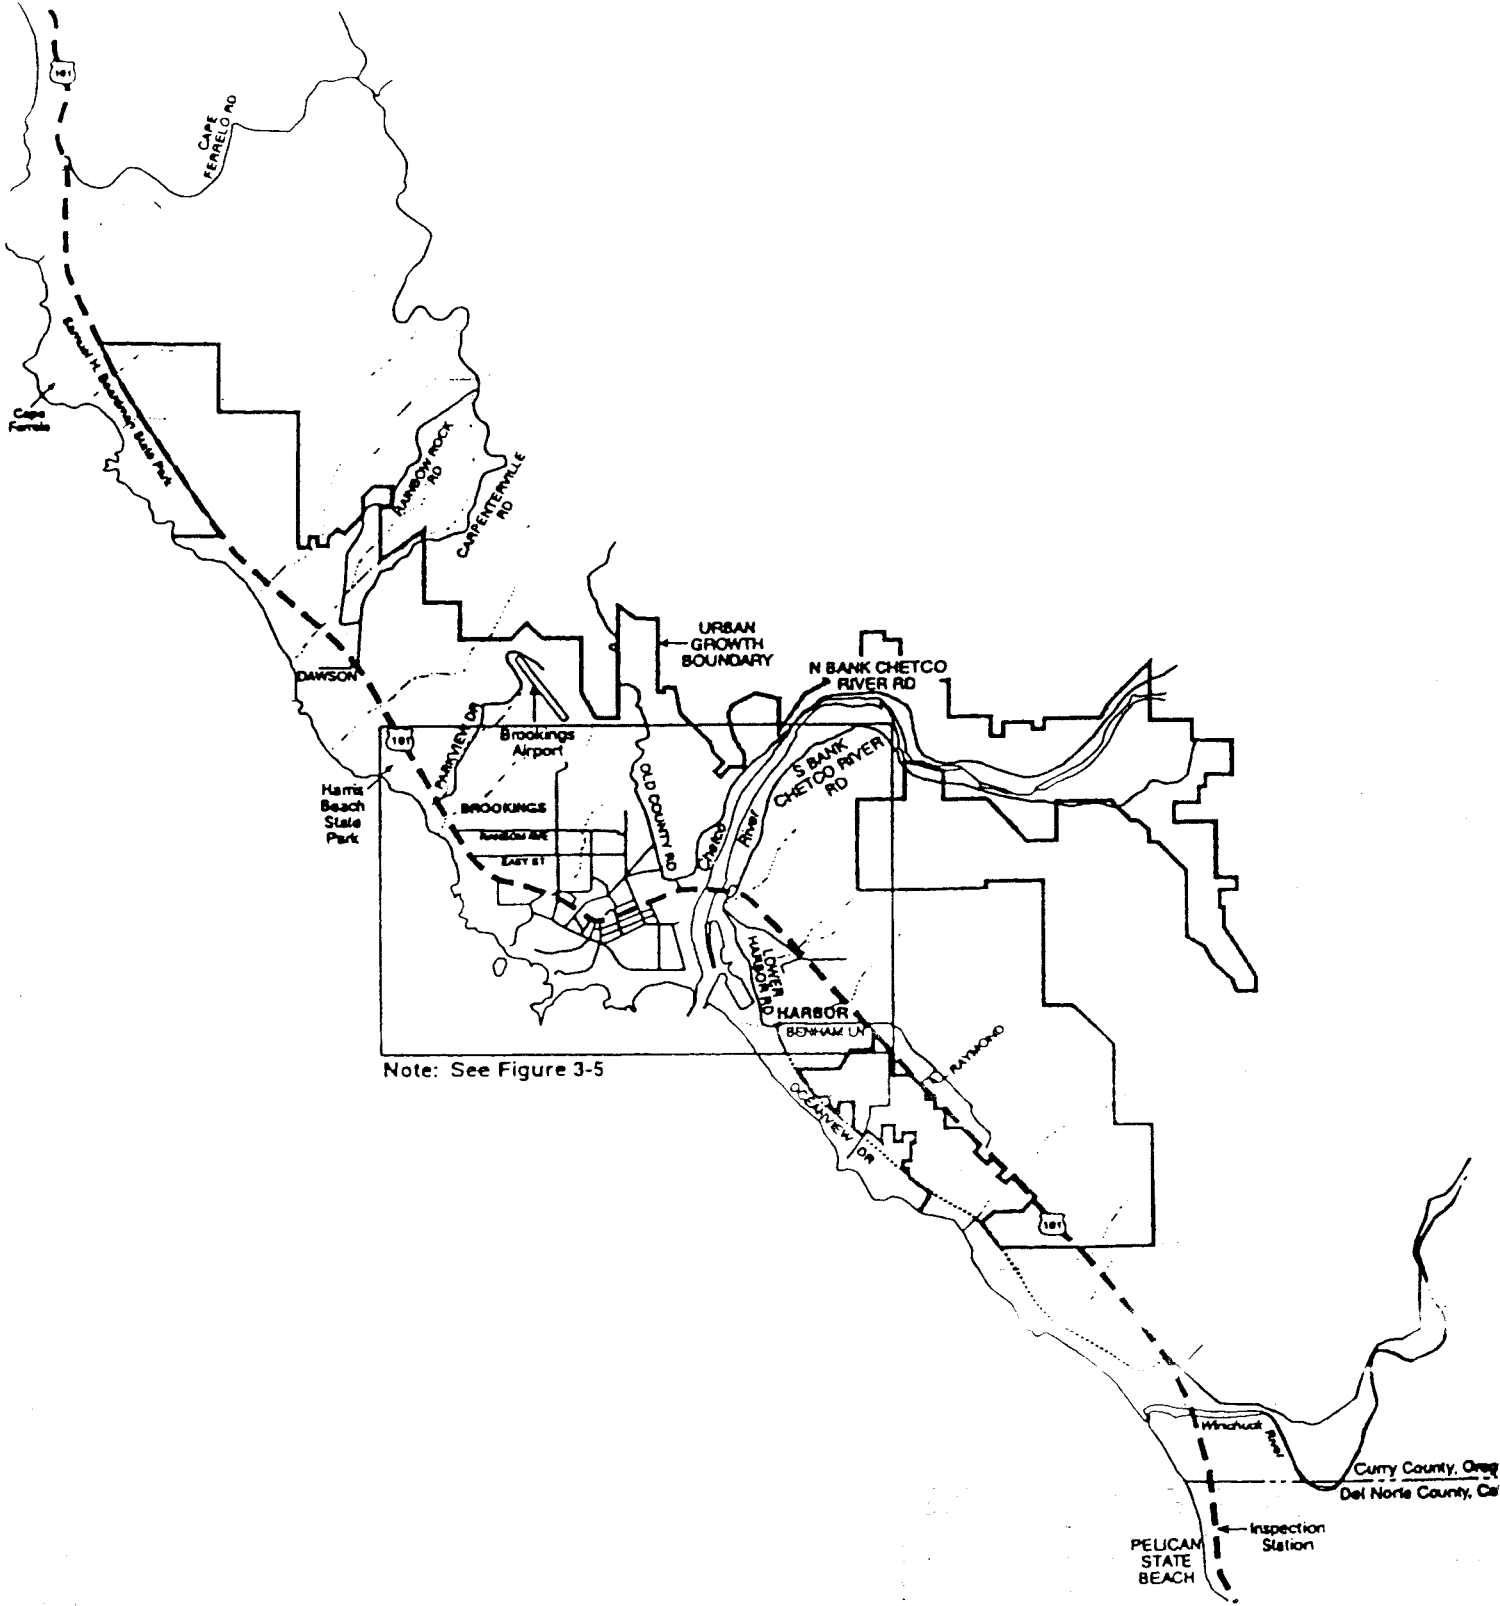 101
CAPE
FERRELO RD
Samuel H. Boardman State Park
Cape
Ferrelo
RAINBOW ROCK
RD
CARPENTERVILLE
RD
URBAN
GROWTH
BOUNDARY
N BANK CHETCO
RIVER RD
DAWSON
101
PARKVIEW DR
Brookings
Airport
S BANK
CHETCO RIVER
RD
OLD COUNTY RD
Harris
Beach
State
Park
BROOKINGS
RANSOM AVE
EASY ST
Chetco
River
LOWER
HARBOR RD
HARBOR
BENHAM LN
RAYMOND
Note: See Figure 3-5
OCEANVIEW
DR
101
Winchuck
River
Curry County, Oreg
Del Norte County, Ca
Inspection
Station
PELICAN
STATE
BEACH